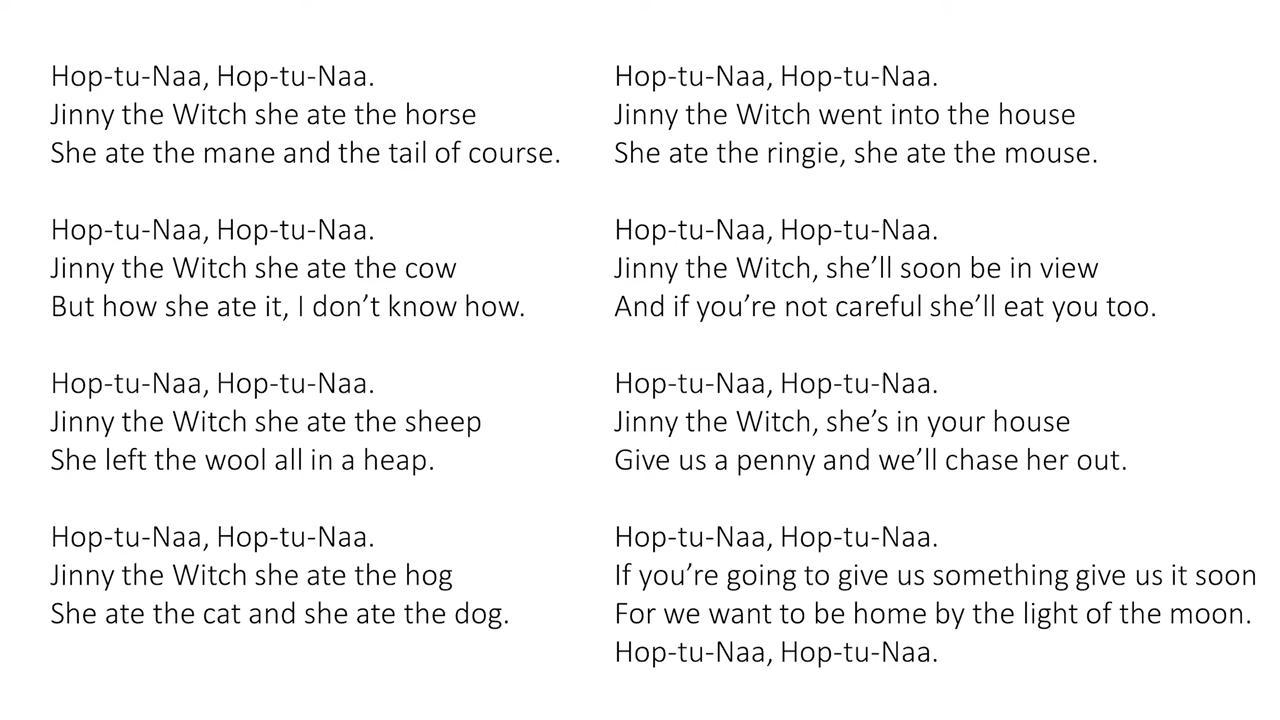 Hop-tu-Naa, Hop-tu-Naa.
Jinny the Witch she ate the horse
She ate the mane and the tail of course.

Hop-tu-Naa, Hop-tu-Naa.
Jinny the Witch she ate the cow
But how she ate it, I don’t know how.

Hop-tu-Naa, Hop-tu-Naa.
Jinny the Witch she ate the sheep
She left the wool all in a heap.

Hop-tu-Naa, Hop-tu-Naa.
Jinny the Witch she ate the hog
She ate the cat and she ate the dog.

Hop-tu-Naa, Hop-tu-Naa.
Jinny the Witch went into the house
She ate the ringie, she ate the mouse.

Hop-tu-Naa, Hop-tu-Naa.
Jinny the Witch, she’ll soon be in view
And if you’re not careful she’ll eat you too.

Hop-tu-Naa, Hop-tu-Naa.
Jinny the Witch, she’s in your house
Give us a penny and we’ll chase her out.

Hop-tu-Naa, Hop-tu-Naa.
If you’re going to give us something give us it soon
For we want to be home by the light of the moon.
Hop-tu-Naa, Hop-tu-Naa.